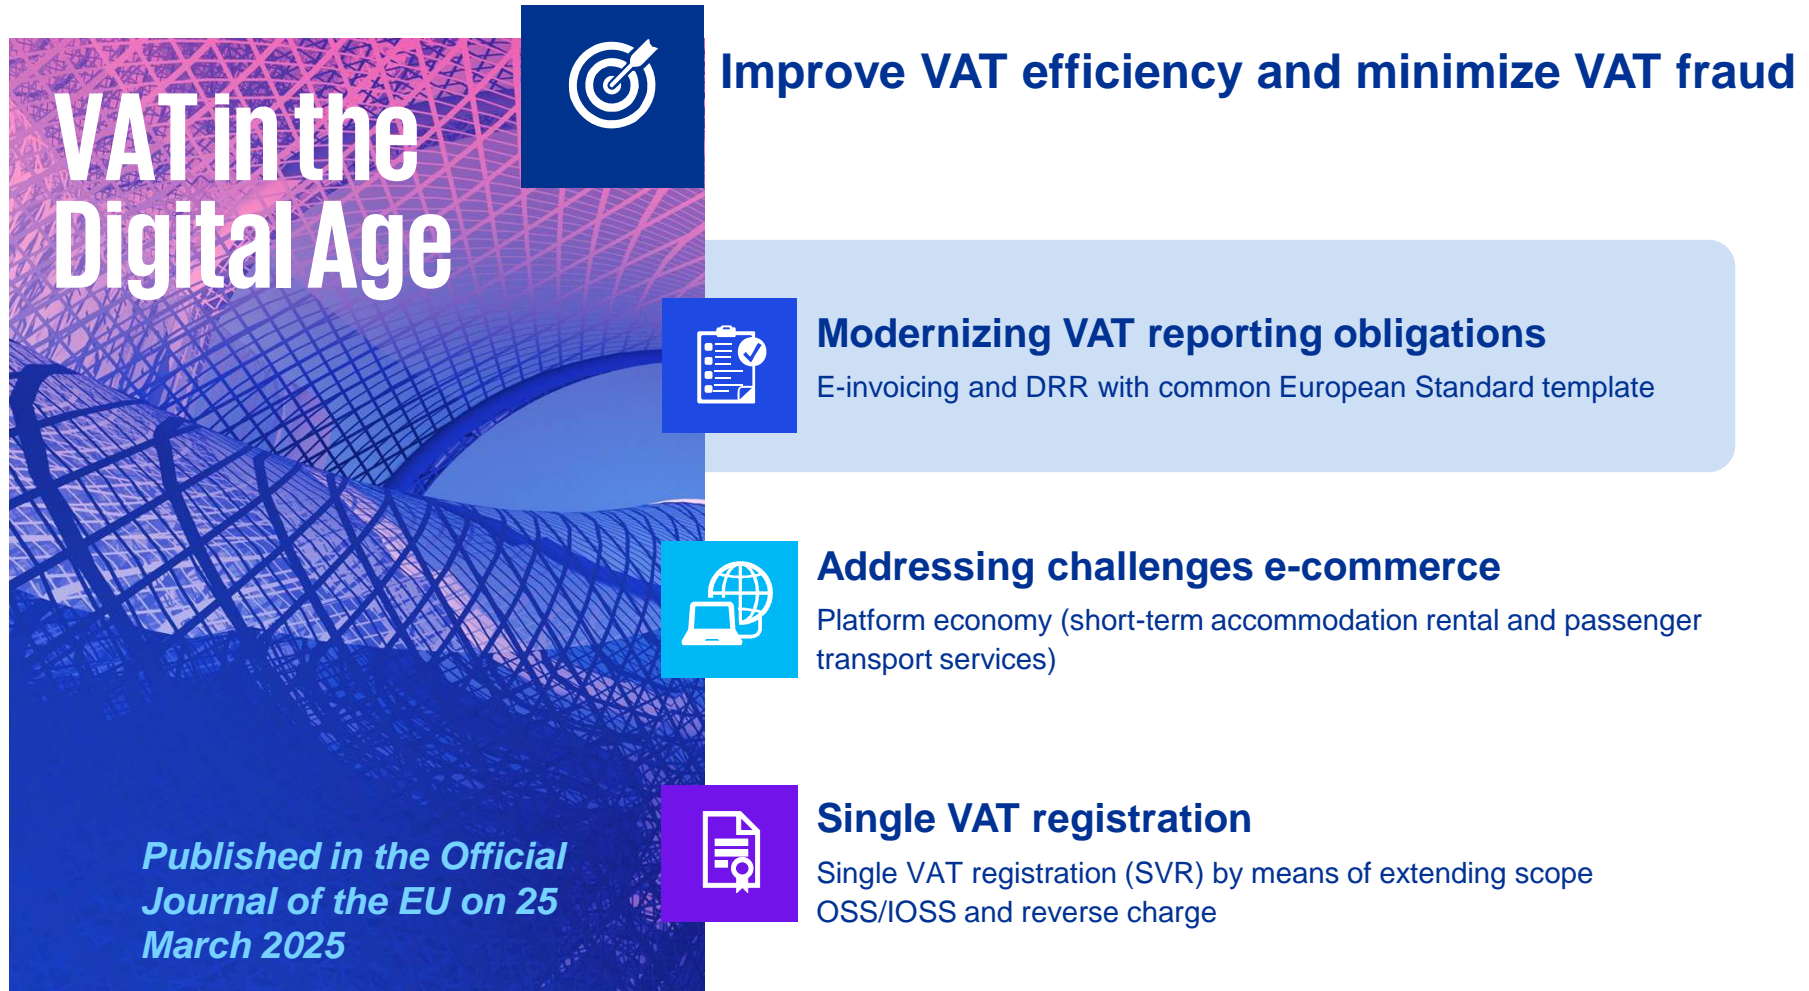 VAT in the
Digital Age
Improve VAT efficiency and minimize VAT fraud
Modernizing VAT reporting obligations
E-invoicing and DRR with common European Standard template
Addressing challenges e-commerce
Platform economy (short-term accommodation rental and passenger
transport services)
Single VAT registration
Single VAT registration (SVR) by means of extending scope
OSS/IOSS and reverse charge
Published in the Official
Journal of the EU on 25
March 2025